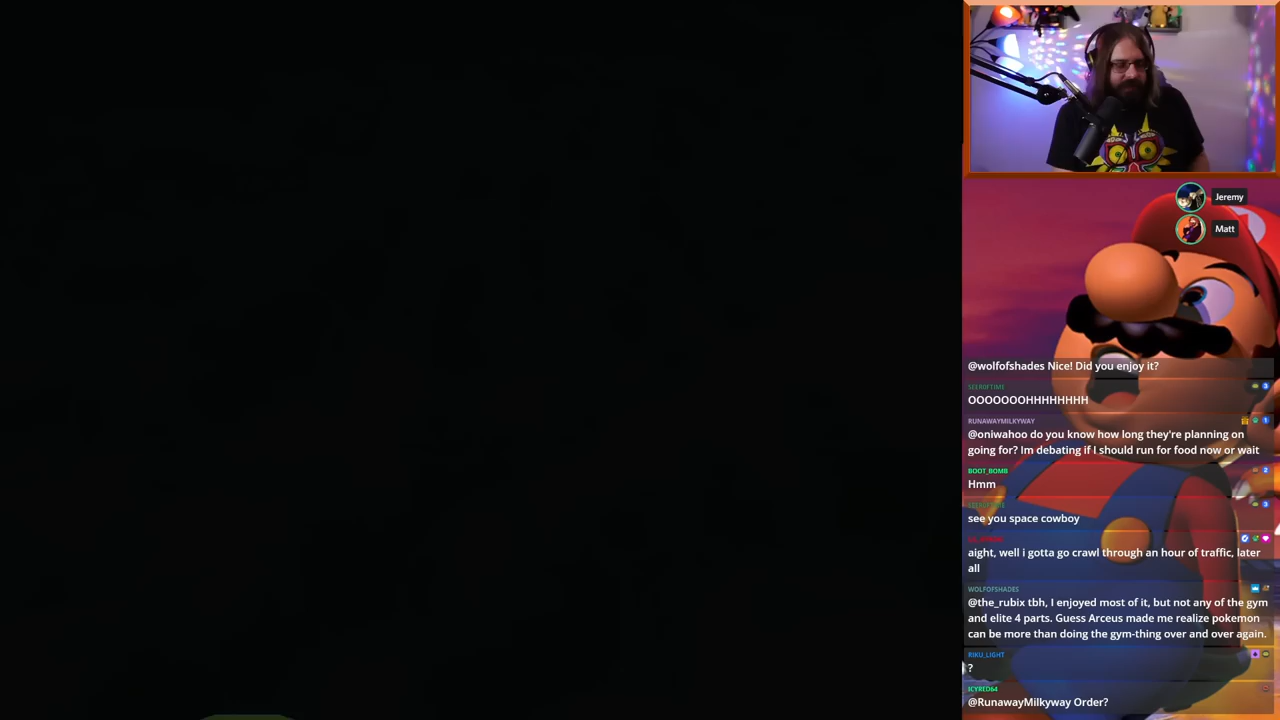 Jeremy
Matt
@wolfofshades Nice! Did you enjoy it?
SEEROFTIME
OOOOOOOHHHHHHHH
RUNAWAYMILKYWAY
@oniwahoo do you know how long they're planning on
going for? Im debating if I should run for food now or wait
BOOT_BOMB
Hmm
SEEROFTIME
see you space cowboy
aight, well i gotta go crawl through an hour of traffic, later
all
WOLFOFSHADES
@the_rubix tbh, I enjoyed most of it, but not any of the gym
and elite 4 parts. Guess Arceus made me realize pokemon
can be more than doing the gym-thing over and over again.
RIKU_LIGHT
?
ICYRED64
@RunawayMilkyway Order?